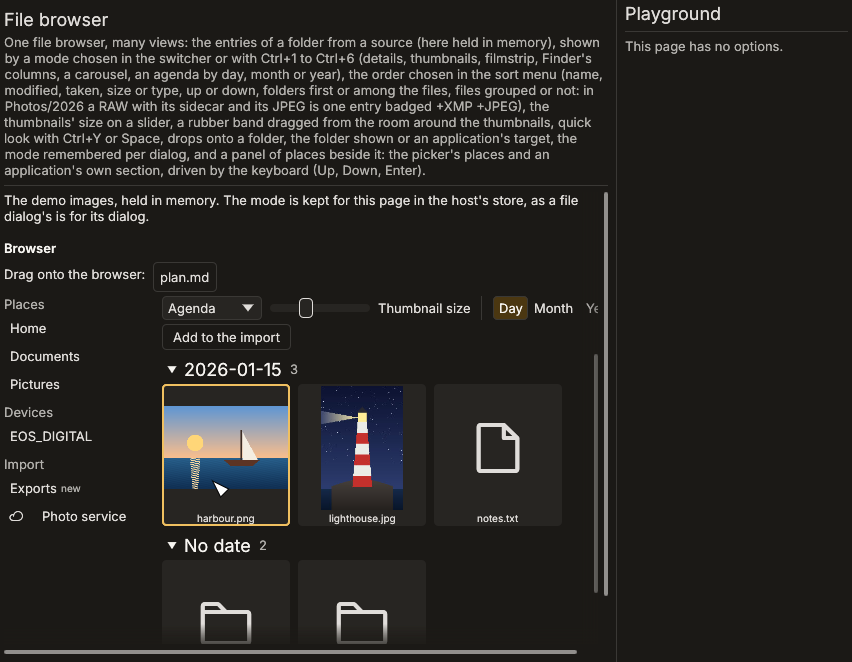 File browser
One file browser, many views: the entries of a folder from a source (here held in memory), shown
by a mode chosen in the switcher or with Ctrl+1 to Ctrl+6 (details, thumbnails, filmstrip, Finder's
columns, a carousel, an agenda by day, month or year), the order chosen in the sort menu (name,
modified, taken, size or type, up or down, folders first or among the files, files grouped or not: in
Photos/2026 a RAW with its sidecar and its JPEG is one entry badged +XMP +JPEG), the
thumbnails' size on a slider, a rubber band dragged from the room around the thumbnails, quick
look with Ctrl+Y or Space, drops onto a folder, the folder shown or an application's target, the
mode remembered per dialog, and a panel of places beside it: the picker's places and an
application's own section, driven by the keyboard (Up, Down, Enter).
The demo images, held in memory. The mode is kept for this page in the host's store, as a file
dialog's is for its dialog.
Browser
Drag onto the browser: plan.md
Places
Home
Documents
Pictures
Devices
EOS_DIGITAL
Import
Exports new
Photo service
Agenda Thumbnail size Day Month Ye
Add to the import
2026-01-15 3
harbour.png lighthouse.jpg notes.txt
No date 2
Playground
This page has no options.